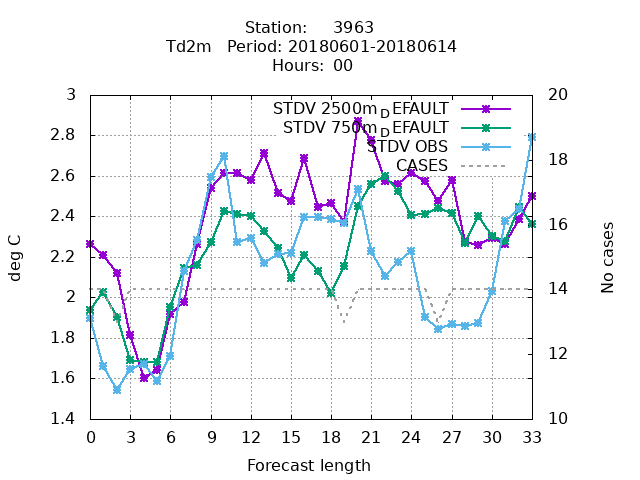 Station: 3963
Td2m Period: 20180601-20180614
Hours: 00
STDV 2500m_DEFAULT
STDV 750m_DEFAULT
STDV OBS
CASES
3
2.8
2.6
2.4
2.2
2
1.8
1.6
1.4
20
18
16
14
12
10
deg C
No cases
0 3 6 9 12 15 18 21 24 27 30 33
Forecast length